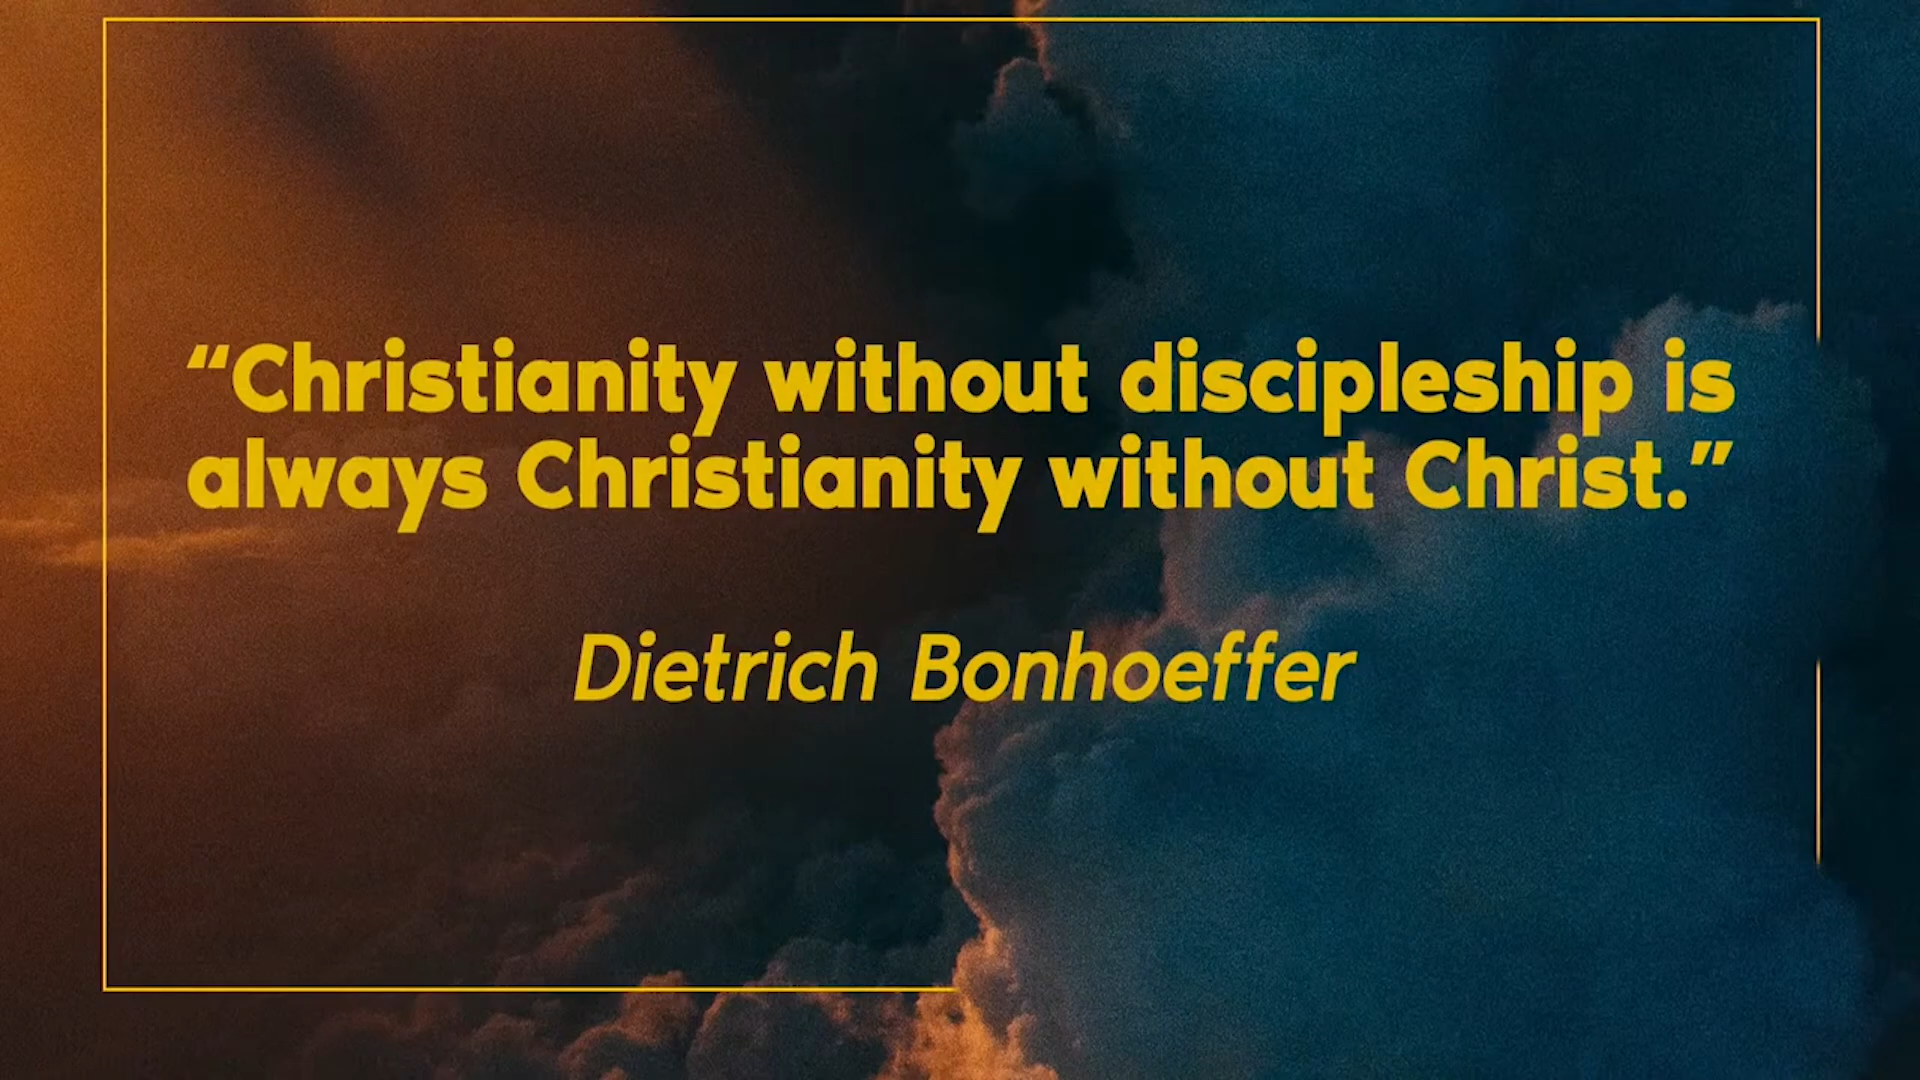 “Christianity without discipleship is
always Christianity without Christ.”
Dietrich Bonhoeffer